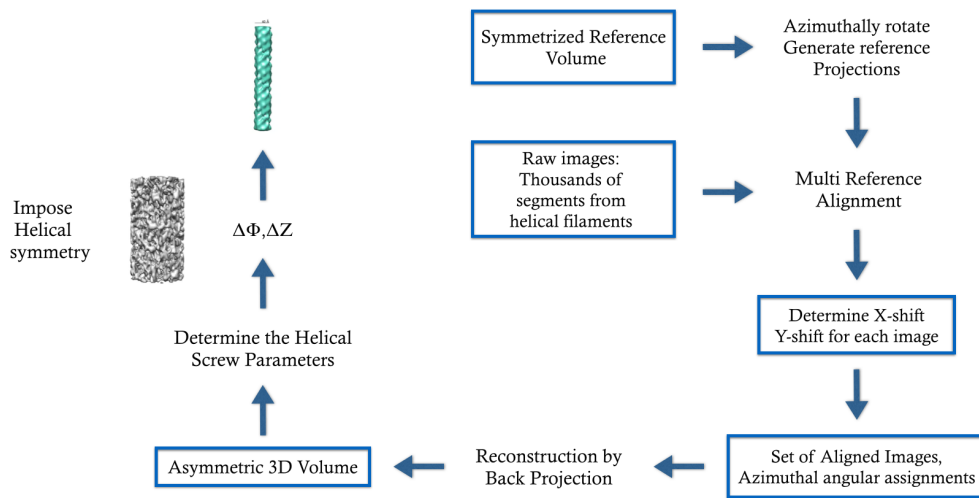 Symmetrized Reference
Volume
Azimuthally rotate
Generate reference
Projections
Raw images:
Thousands of
segments from
helical filaments
Multi Reference
Alignment
Determine X-shift
Y-shift for each image
Set of Aligned Images,
Azimuthal angular assignments
Reconstruction by
Back Projection
Asymmetric 3D Volume
Determine the Helical
Screw Parameters
ΔΦ,ΔZ
Impose
Helical
symmetry